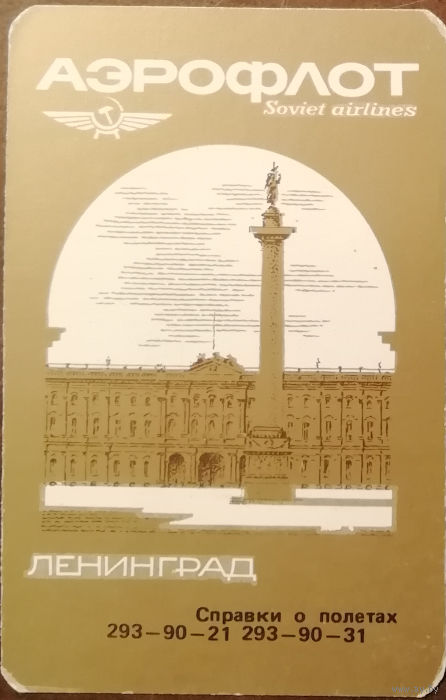 АЭРОФЛОТ
Soviet airlines
ЛЕНИНГРАД
Справки о полетах
293-90-21 293-90-31